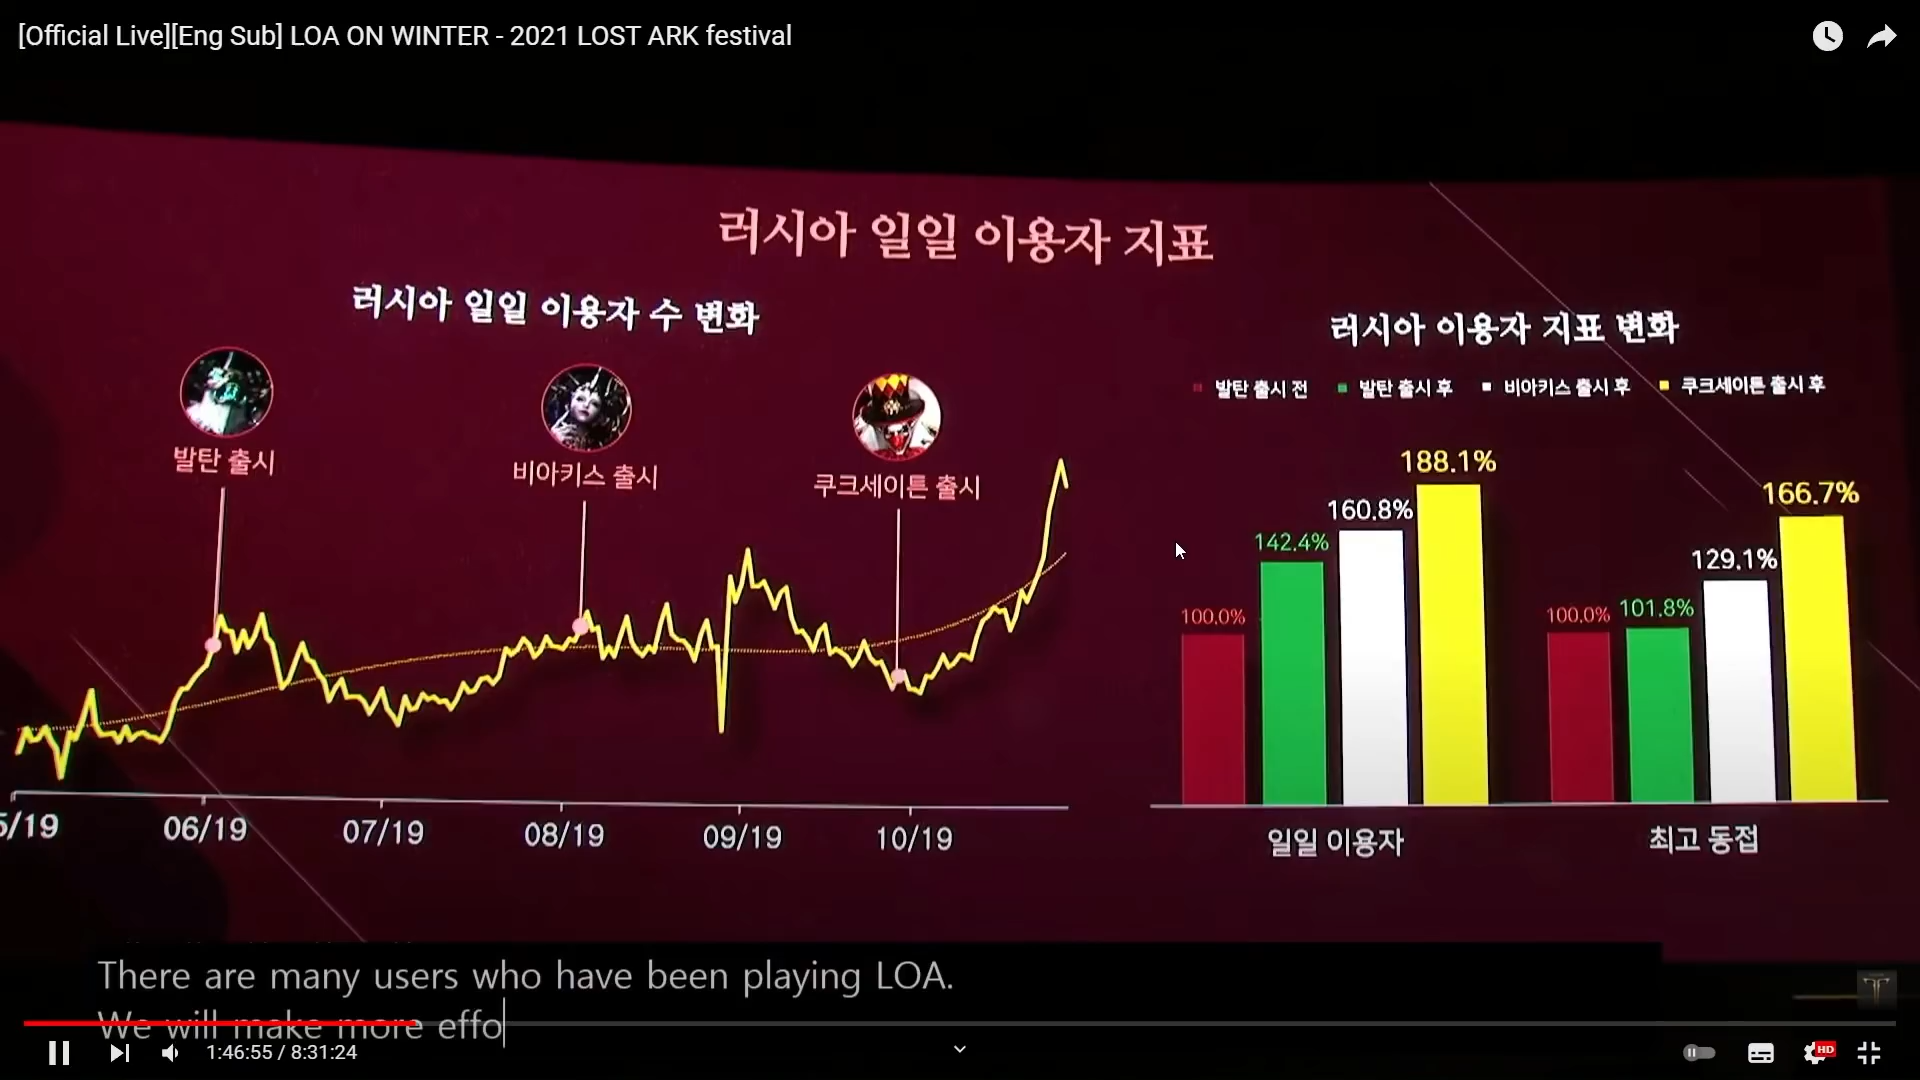 [Official Live][Eng Sub] LOA ON WINTER - 2021 LOST ARK festival
러시아 일일 이용자 지표
러시아 일일 이용자 수 변화
발탄 출시
비아키스 출시
쿠크세이튼 출시
5/19 06/19 07/19 08/19 09/19 10/19
러시아 이용자 지표 변화
발탄 출시 전 발탄 출시 후 비아키스 출시 후 쿠크세이튼 출시 후
100.0% 142.4% 160.8% 188.1%
100.0% 101.8% 129.1% 166.7%
일일 이용자 최고 동접
There are many users who have been playing LOA.
We will make more effo
1:46:55 / 8:31:24
HD